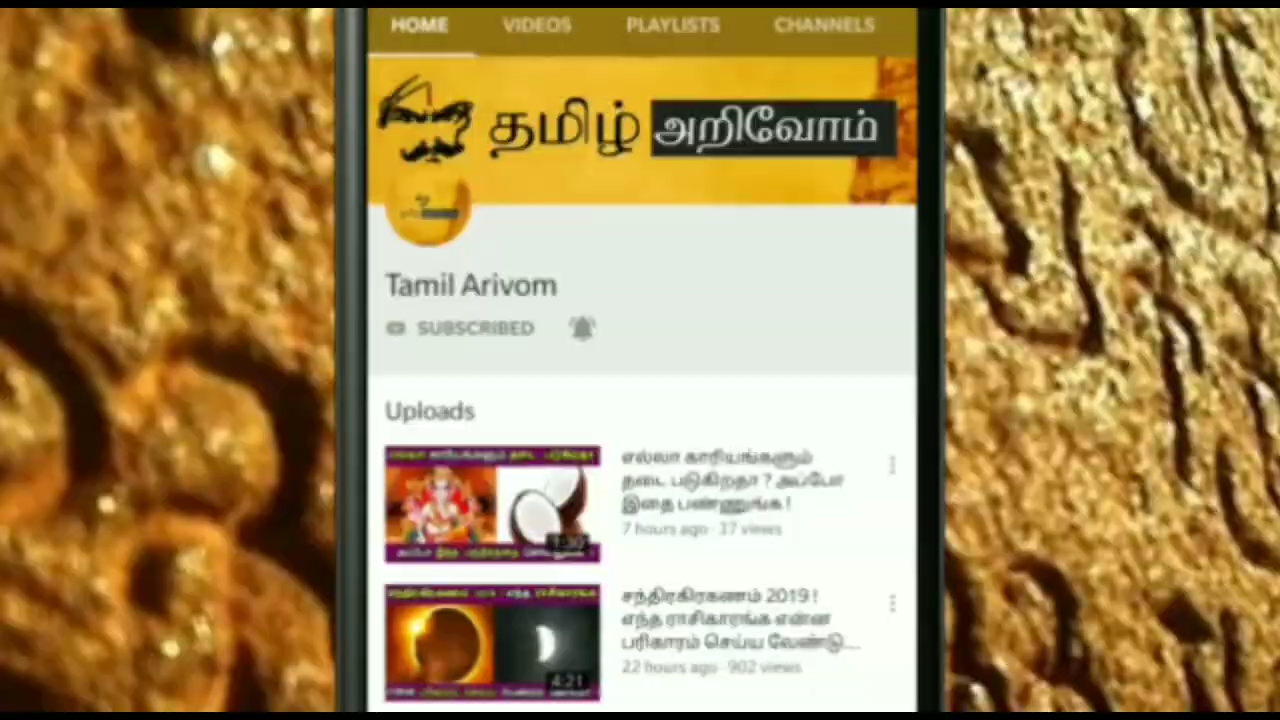 HOME VIDEOS PLAYLISTS CHANNELS
தமிழ் அறிவோம்
Tamil Arivom
SUBSCRIBED
Uploads
எல்லா காரியங்களும்
தடை படுகிறதா ? அப்போ
இதை பண்ணுங்க !
7 hours ago · 37 views
சந்திரகிரகணம் 2019 !
எந்த ராசிகாரங்க என்ன
பரிகாரம் செய்ய வேண்டு...
22 hours ago · 902 views
4:21